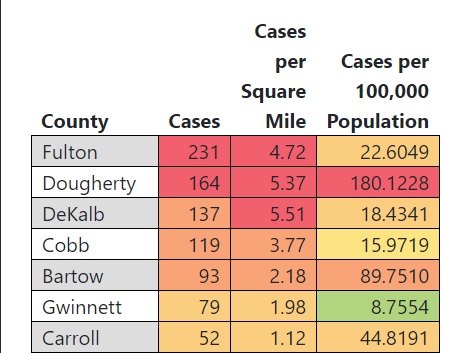 Cases
per Cases per
Square 100,000
County Cases Mile Population
Fulton 231 4.72 22.6049
Dougherty 164 5.37 180.1228
DeKalb 137 5.51 18.4341
Cobb 119 3.77 15.9719
Bartow 93 2.18 89.7510
Gwinnett 79 1.98 8.7554
Carroll 52 1.12 44.8191